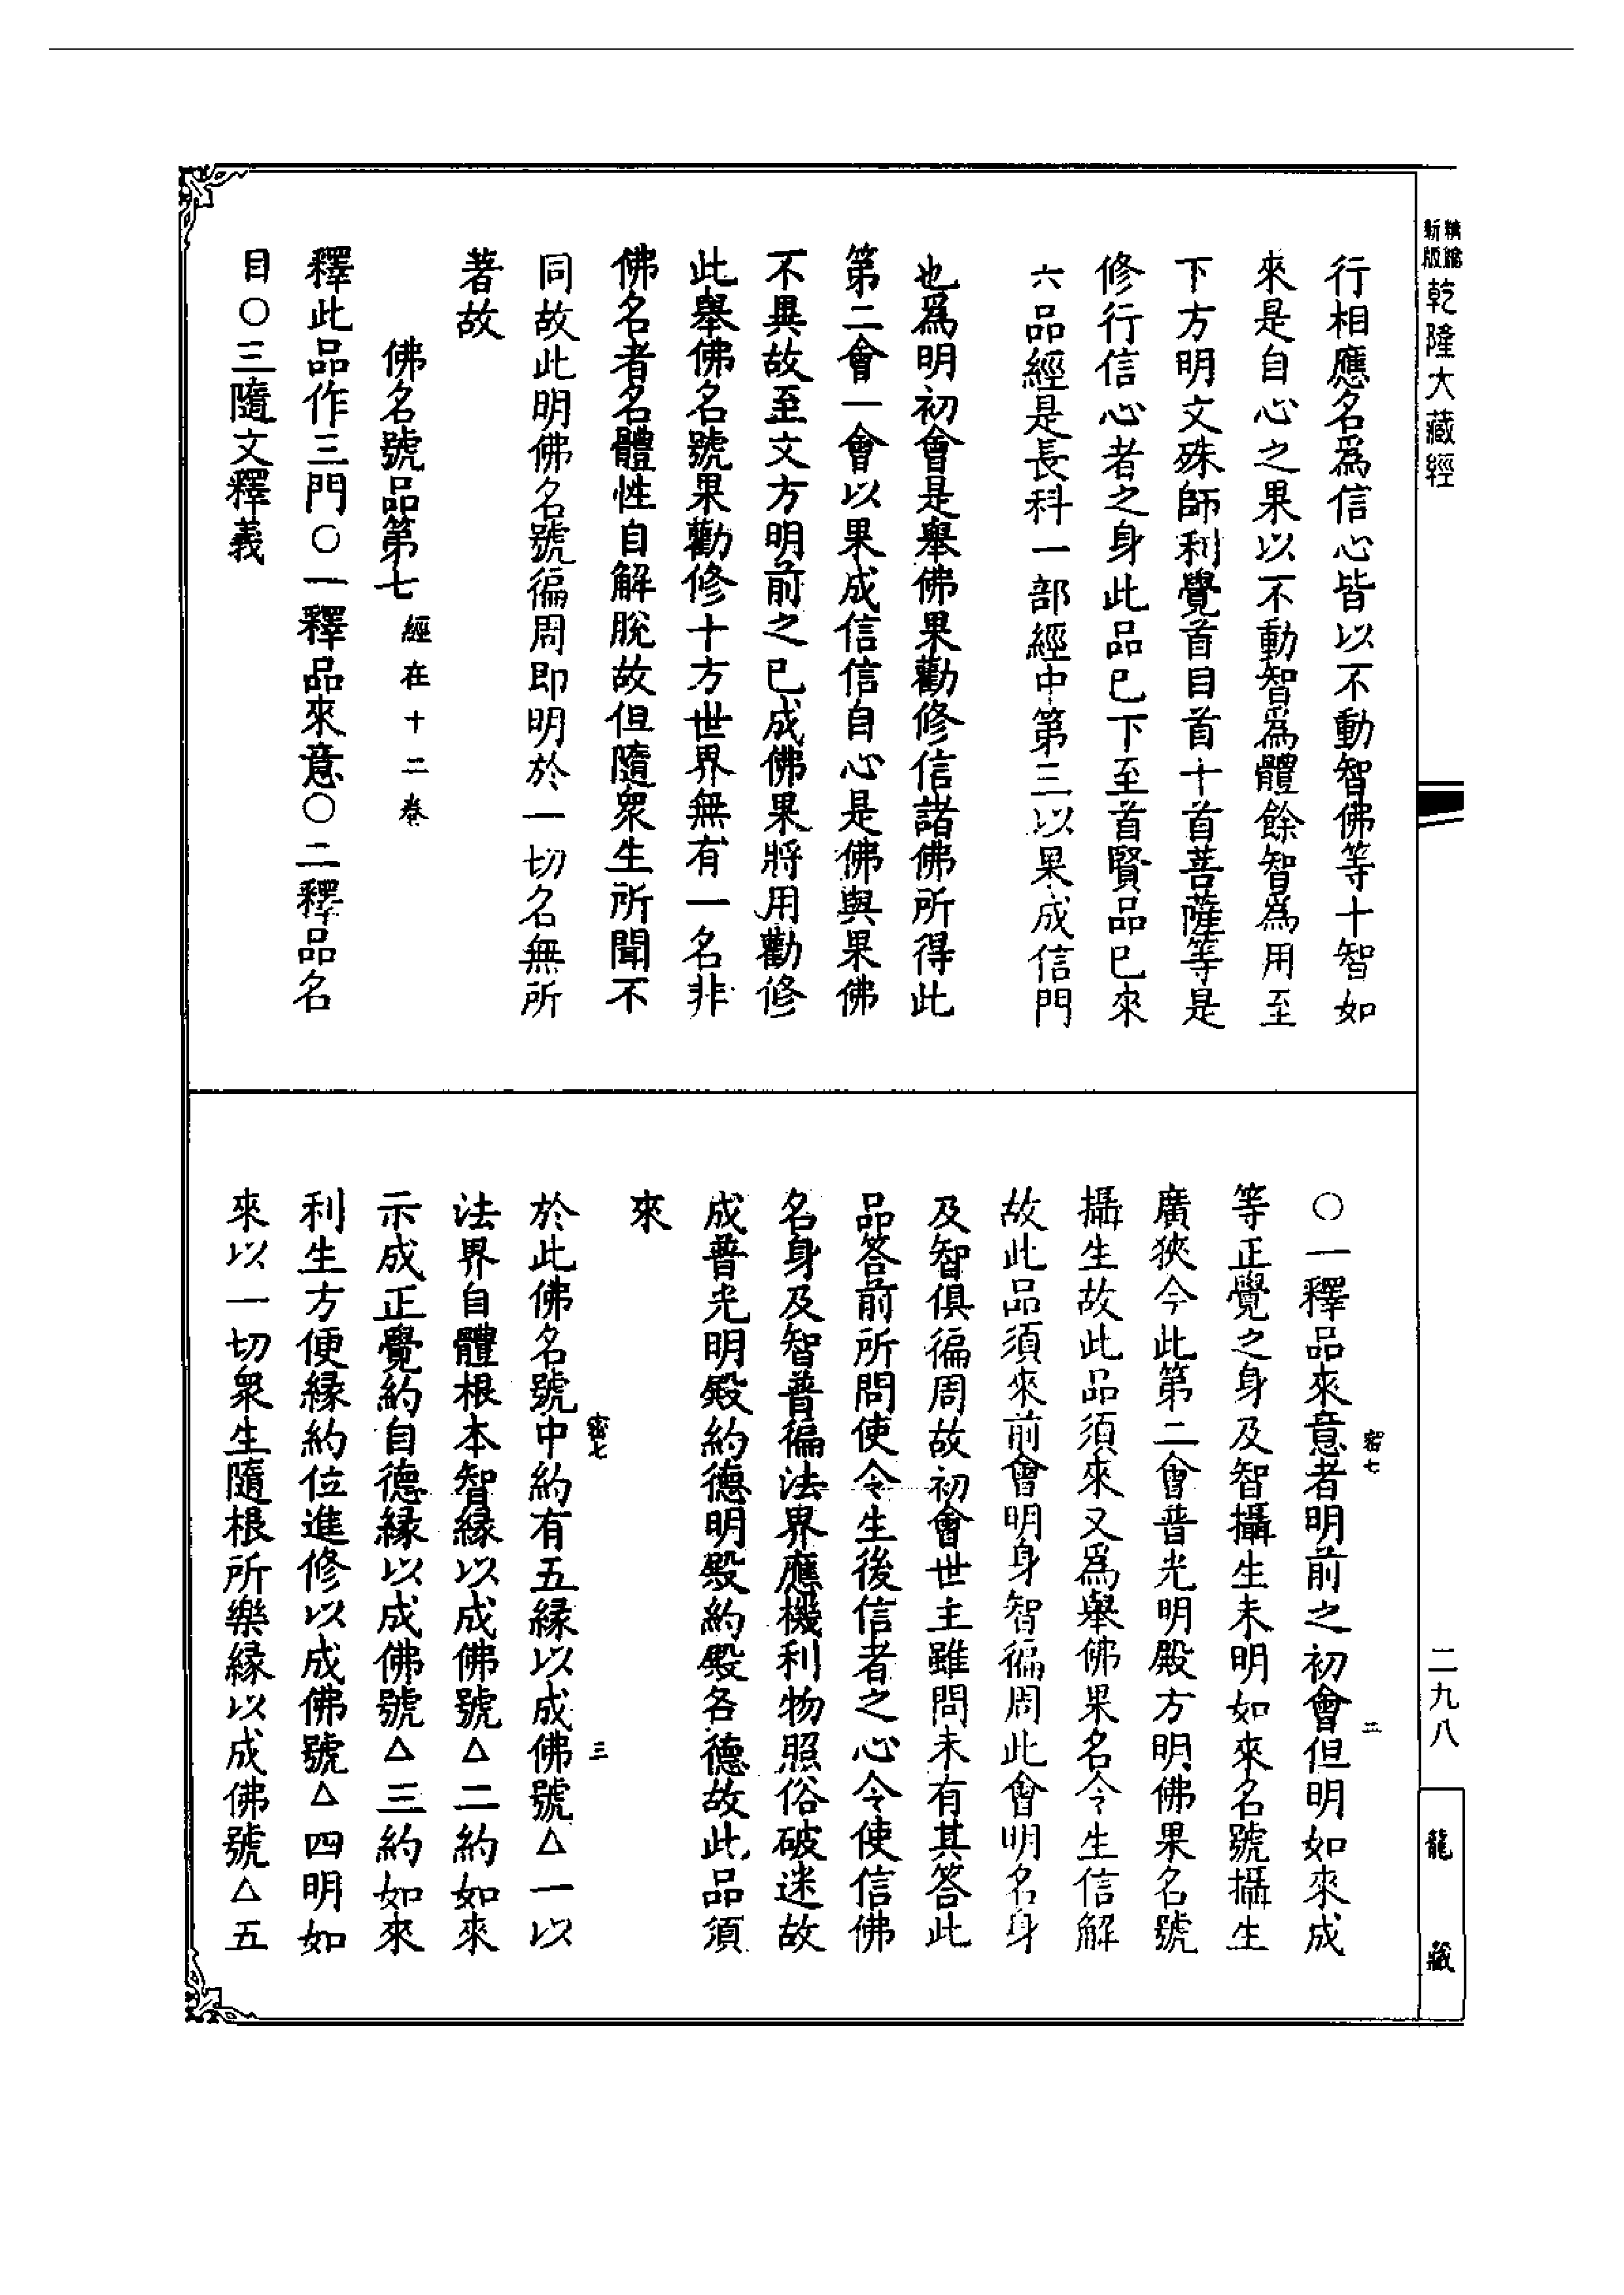 精縮
新版
乾隆大藏經
行相應名爲信心皆以不動智佛等十智如
來是自心之果以不動智爲體餘智爲用至
下方明文殊師利覺首目首十首菩薩等是
修行信心者之身此品已下至首賢品已來
六品經是長科一部經中第三以果成信門
也爲明初會是舉佛果勸修信諸佛所得此
第二會一會以果成信信自心是佛與果佛
不異故至文方明前之已成佛果將用勸修
此舉佛名號果勸修十方世界無有一名非
佛名者名體性自解脫故但隨衆生所聞不
同故此明佛名號徧周即明於一切名無所
著故
佛名號品第七 經在十二卷
釋此品作三門○一釋品來意○二釋品名
目○三隨文釋義
二九八
龍藏
密七
二
○一釋品來意者明前之初會但明如來成
等正覺之身及智攝生未明如來名號攝生
廣狹今此第二會普光明殿方明佛果名號
攝生故此品須來又爲舉佛果名令生信解
故此品須來前會明身智徧周此會明名身
及智俱徧周故初會世主雖問未有其答此
品答前所問使令生後信者之心令使信佛
名身及智普徧法界應機利物照俗破迷故
成普光明殿約德明殿約殿名德故此品須
來
密七
三
於此佛名號中約有五緣以成佛號△一以
法界自體根本智緣以成佛號△二約如來
示成正覺約自德緣以成佛號△三約如來
利生方便緣約位進修以成佛號△四明如
來以一切衆生隨根所樂緣以成佛號△五